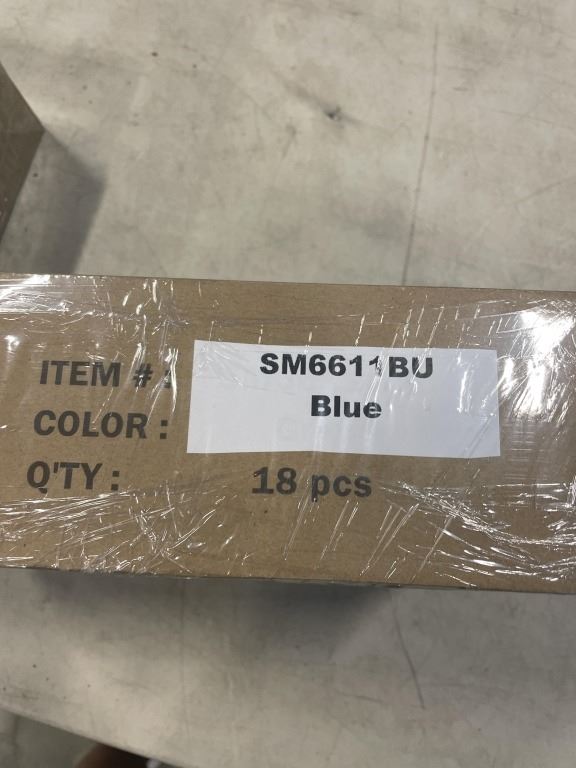 ITEM # : SM6611BU
COLOR : Blue
Q'TY : 18 pcs